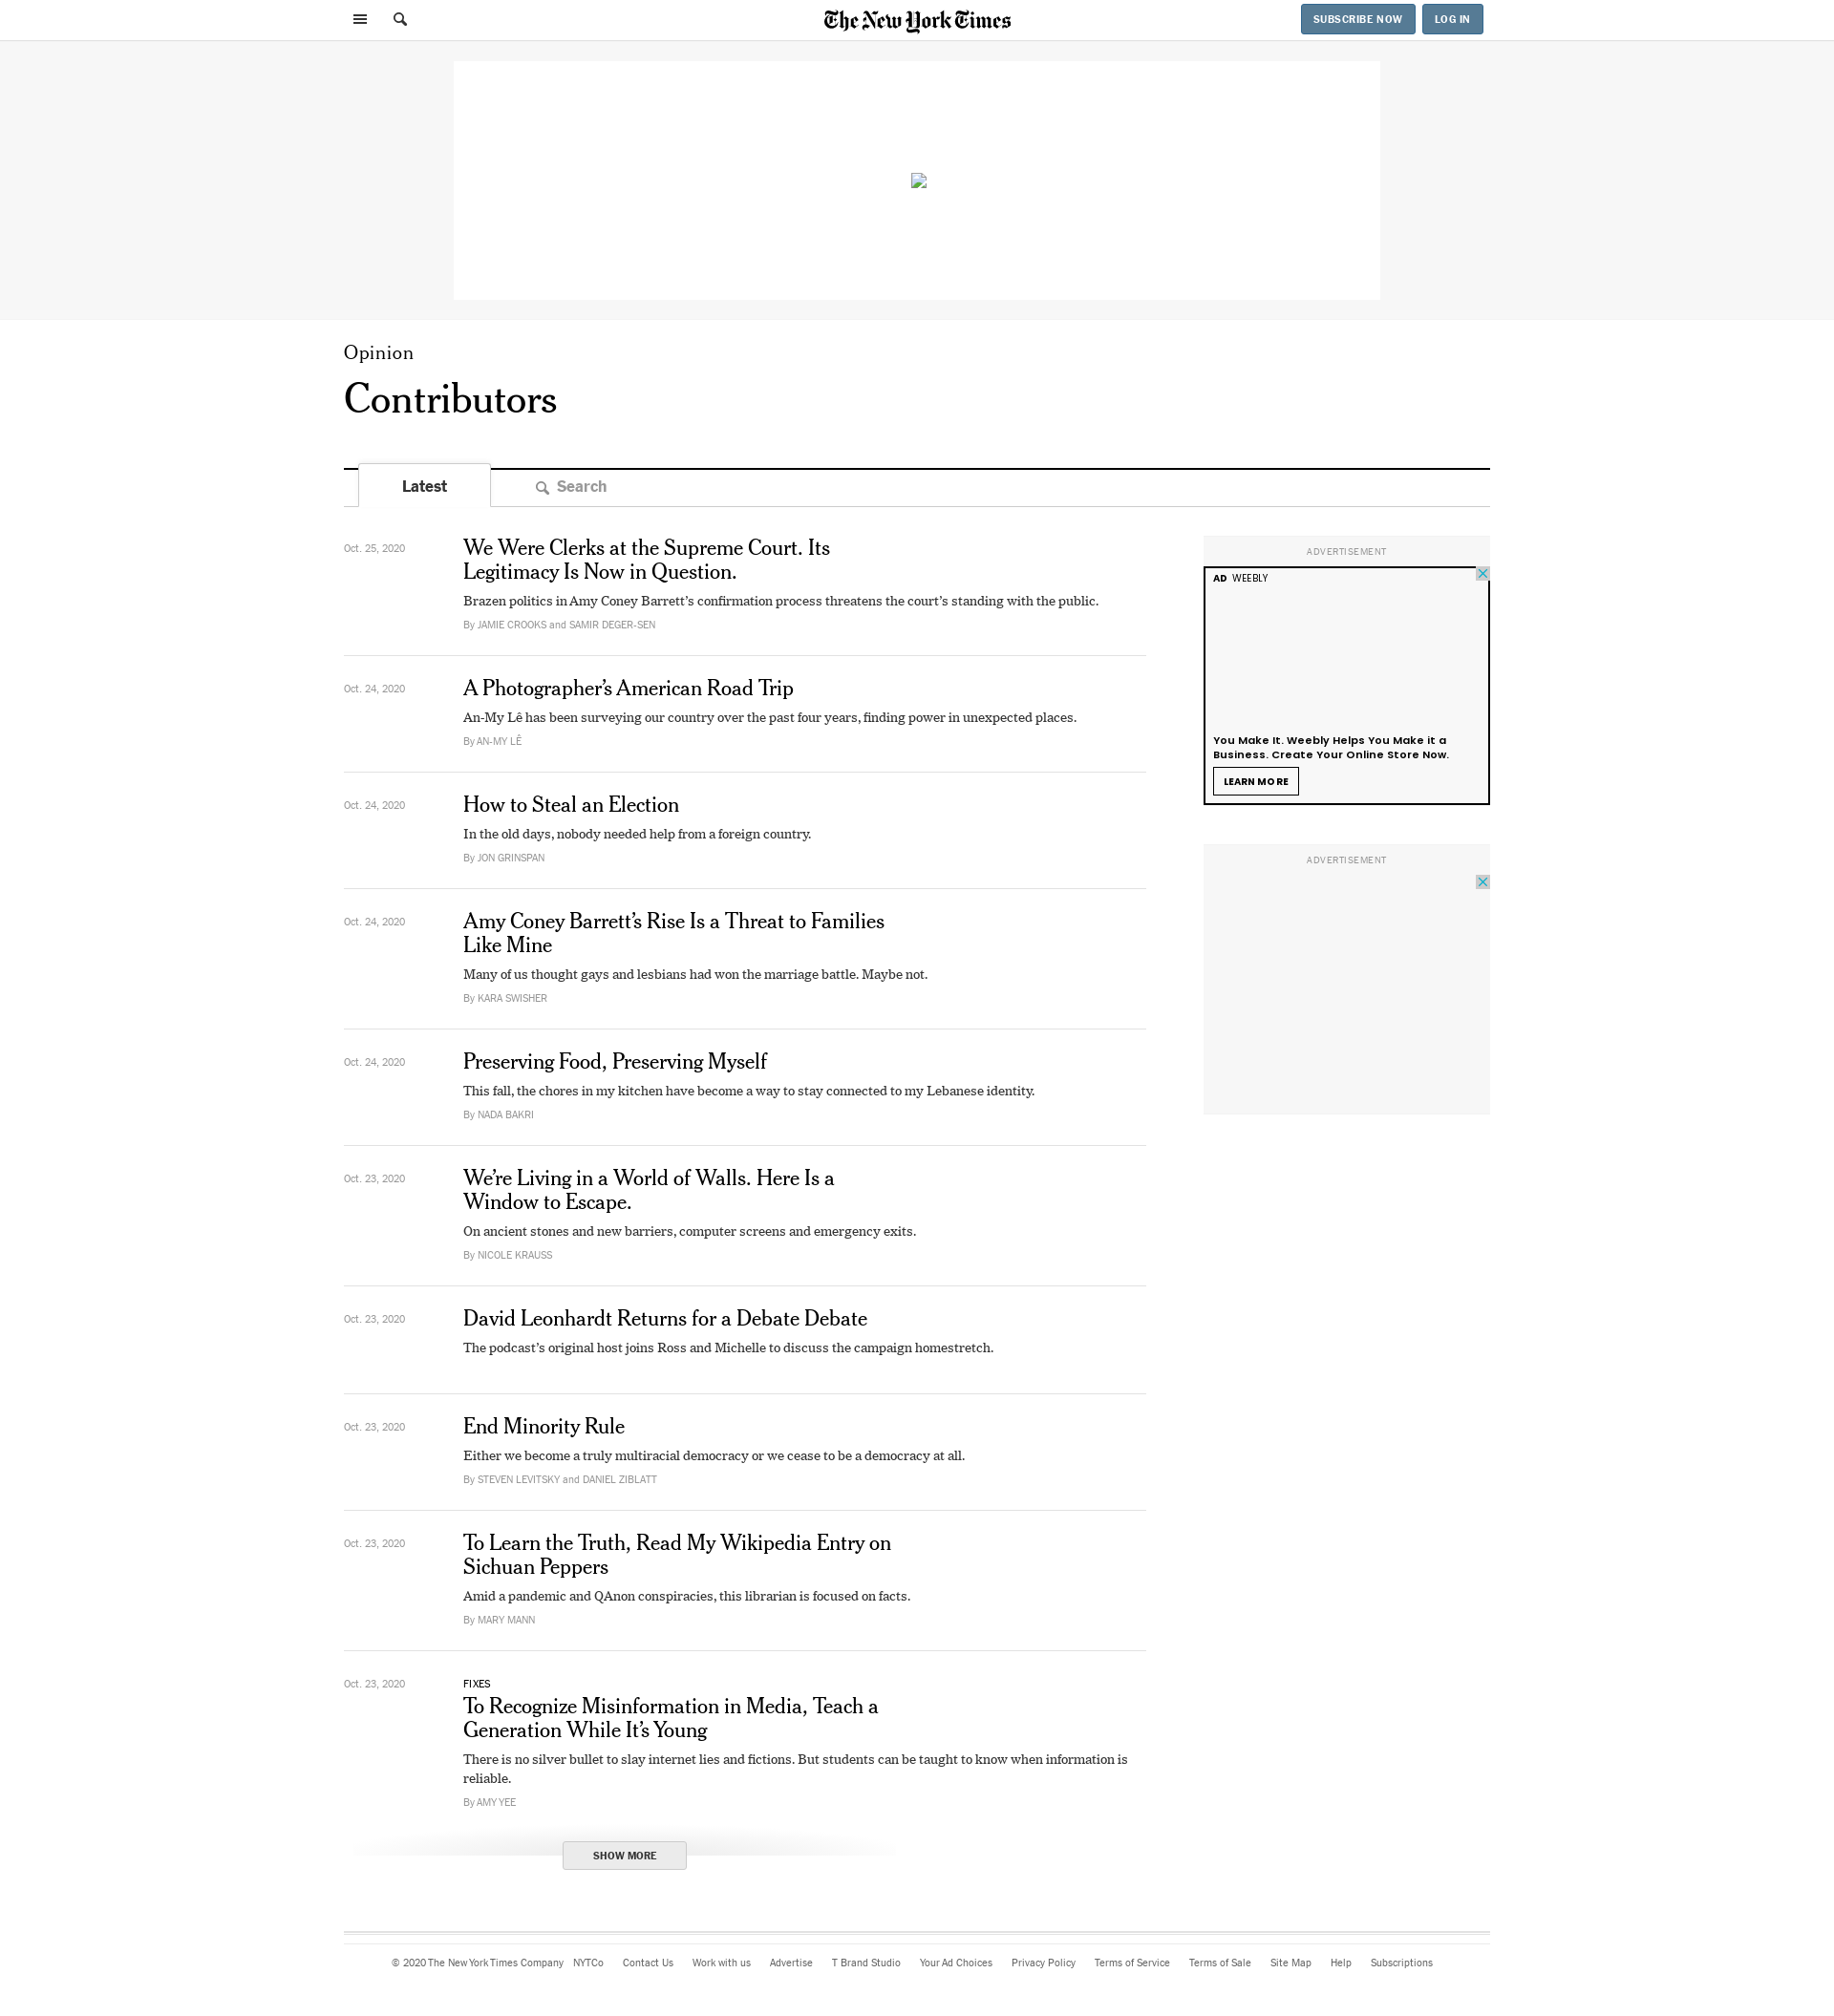 The New York Times
SUBSCRIBE NOW
LOG IN
Opinion
Contributors
Latest
Search
Oct. 25, 2020
We Were Clerks at the Supreme Court. Its
Legitimacy Is Now in Question.
Brazen politics in Amy Coney Barrett’s confirmation process threatens the court’s standing with the public.
By JAMIE CROOKS and SAMIR DEGER-SEN
Oct. 24, 2020
A Photographer’s American Road Trip
An-My Lê has been surveying our country over the past four years, finding power in unexpected places.
By AN-MY LÊ
Oct. 24, 2020
How to Steal an Election
In the old days, nobody needed help from a foreign country.
By JON GRINSPAN
Oct. 24, 2020
Amy Coney Barrett’s Rise Is a Threat to Families
Like Mine
Many of us thought gays and lesbians had won the marriage battle. Maybe not.
By KARA SWISHER
Oct. 24, 2020
Preserving Food, Preserving Myself
This fall, the chores in my kitchen have become a way to stay connected to my Lebanese identity.
By NADA BAKRI
Oct. 23, 2020
We’re Living in a World of Walls. Here Is a
Window to Escape.
On ancient stones and new barriers, computer screens and emergency exits.
By NICOLE KRAUSS
Oct. 23, 2020
David Leonhardt Returns for a Debate Debate
The podcast’s original host joins Ross and Michelle to discuss the campaign homestretch.
Oct. 23, 2020
End Minority Rule
Either we become a truly multiracial democracy or we cease to be a democracy at all.
By STEVEN LEVITSKY and DANIEL ZIBLATT
Oct. 23, 2020
To Learn the Truth, Read My Wikipedia Entry on
Sichuan Peppers
Amid a pandemic and QAnon conspiracies, this librarian is focused on facts.
By MARY MANN
Oct. 23, 2020
FIXES
To Recognize Misinformation in Media, Teach a
Generation While It’s Young
There is no silver bullet to slay internet lies and fictions. But students can be taught to know when information is
reliable.
By AMY YEE
SHOW MORE
ADVERTISEMENT
AD WEEBLY
You Make It. Weebly Helps You Make it a
Business. Create Your Online Store Now.
LEARN MORE
ADVERTISEMENT
© 2020 The New York Times Company NYTCo Contact Us Work with us Advertise T Brand Studio Your Ad Choices Privacy Policy Terms of Service Terms of Sale Site Map Help Subscriptions